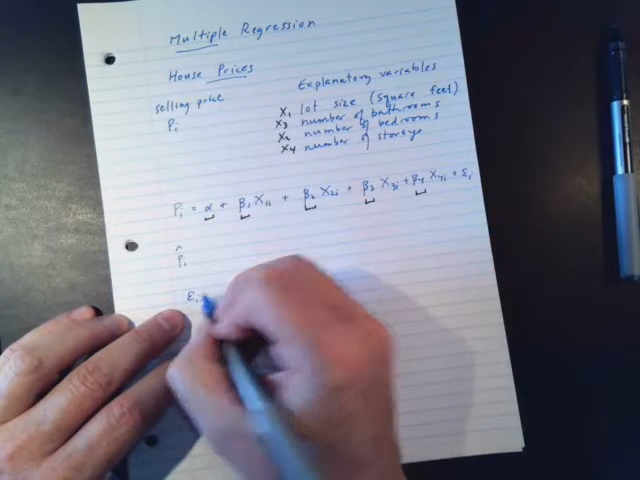 Multiple Regression
House Prices
Explanatory variables
selling price
Pi
X1 lot size (square feet)
X3 number of bathrooms
X2 number of bedrooms
X4 number of storeys
Pi = α + β1 X1i + β2 X2i + β3 X3i + β4 X4i + εi
P̂i
εi